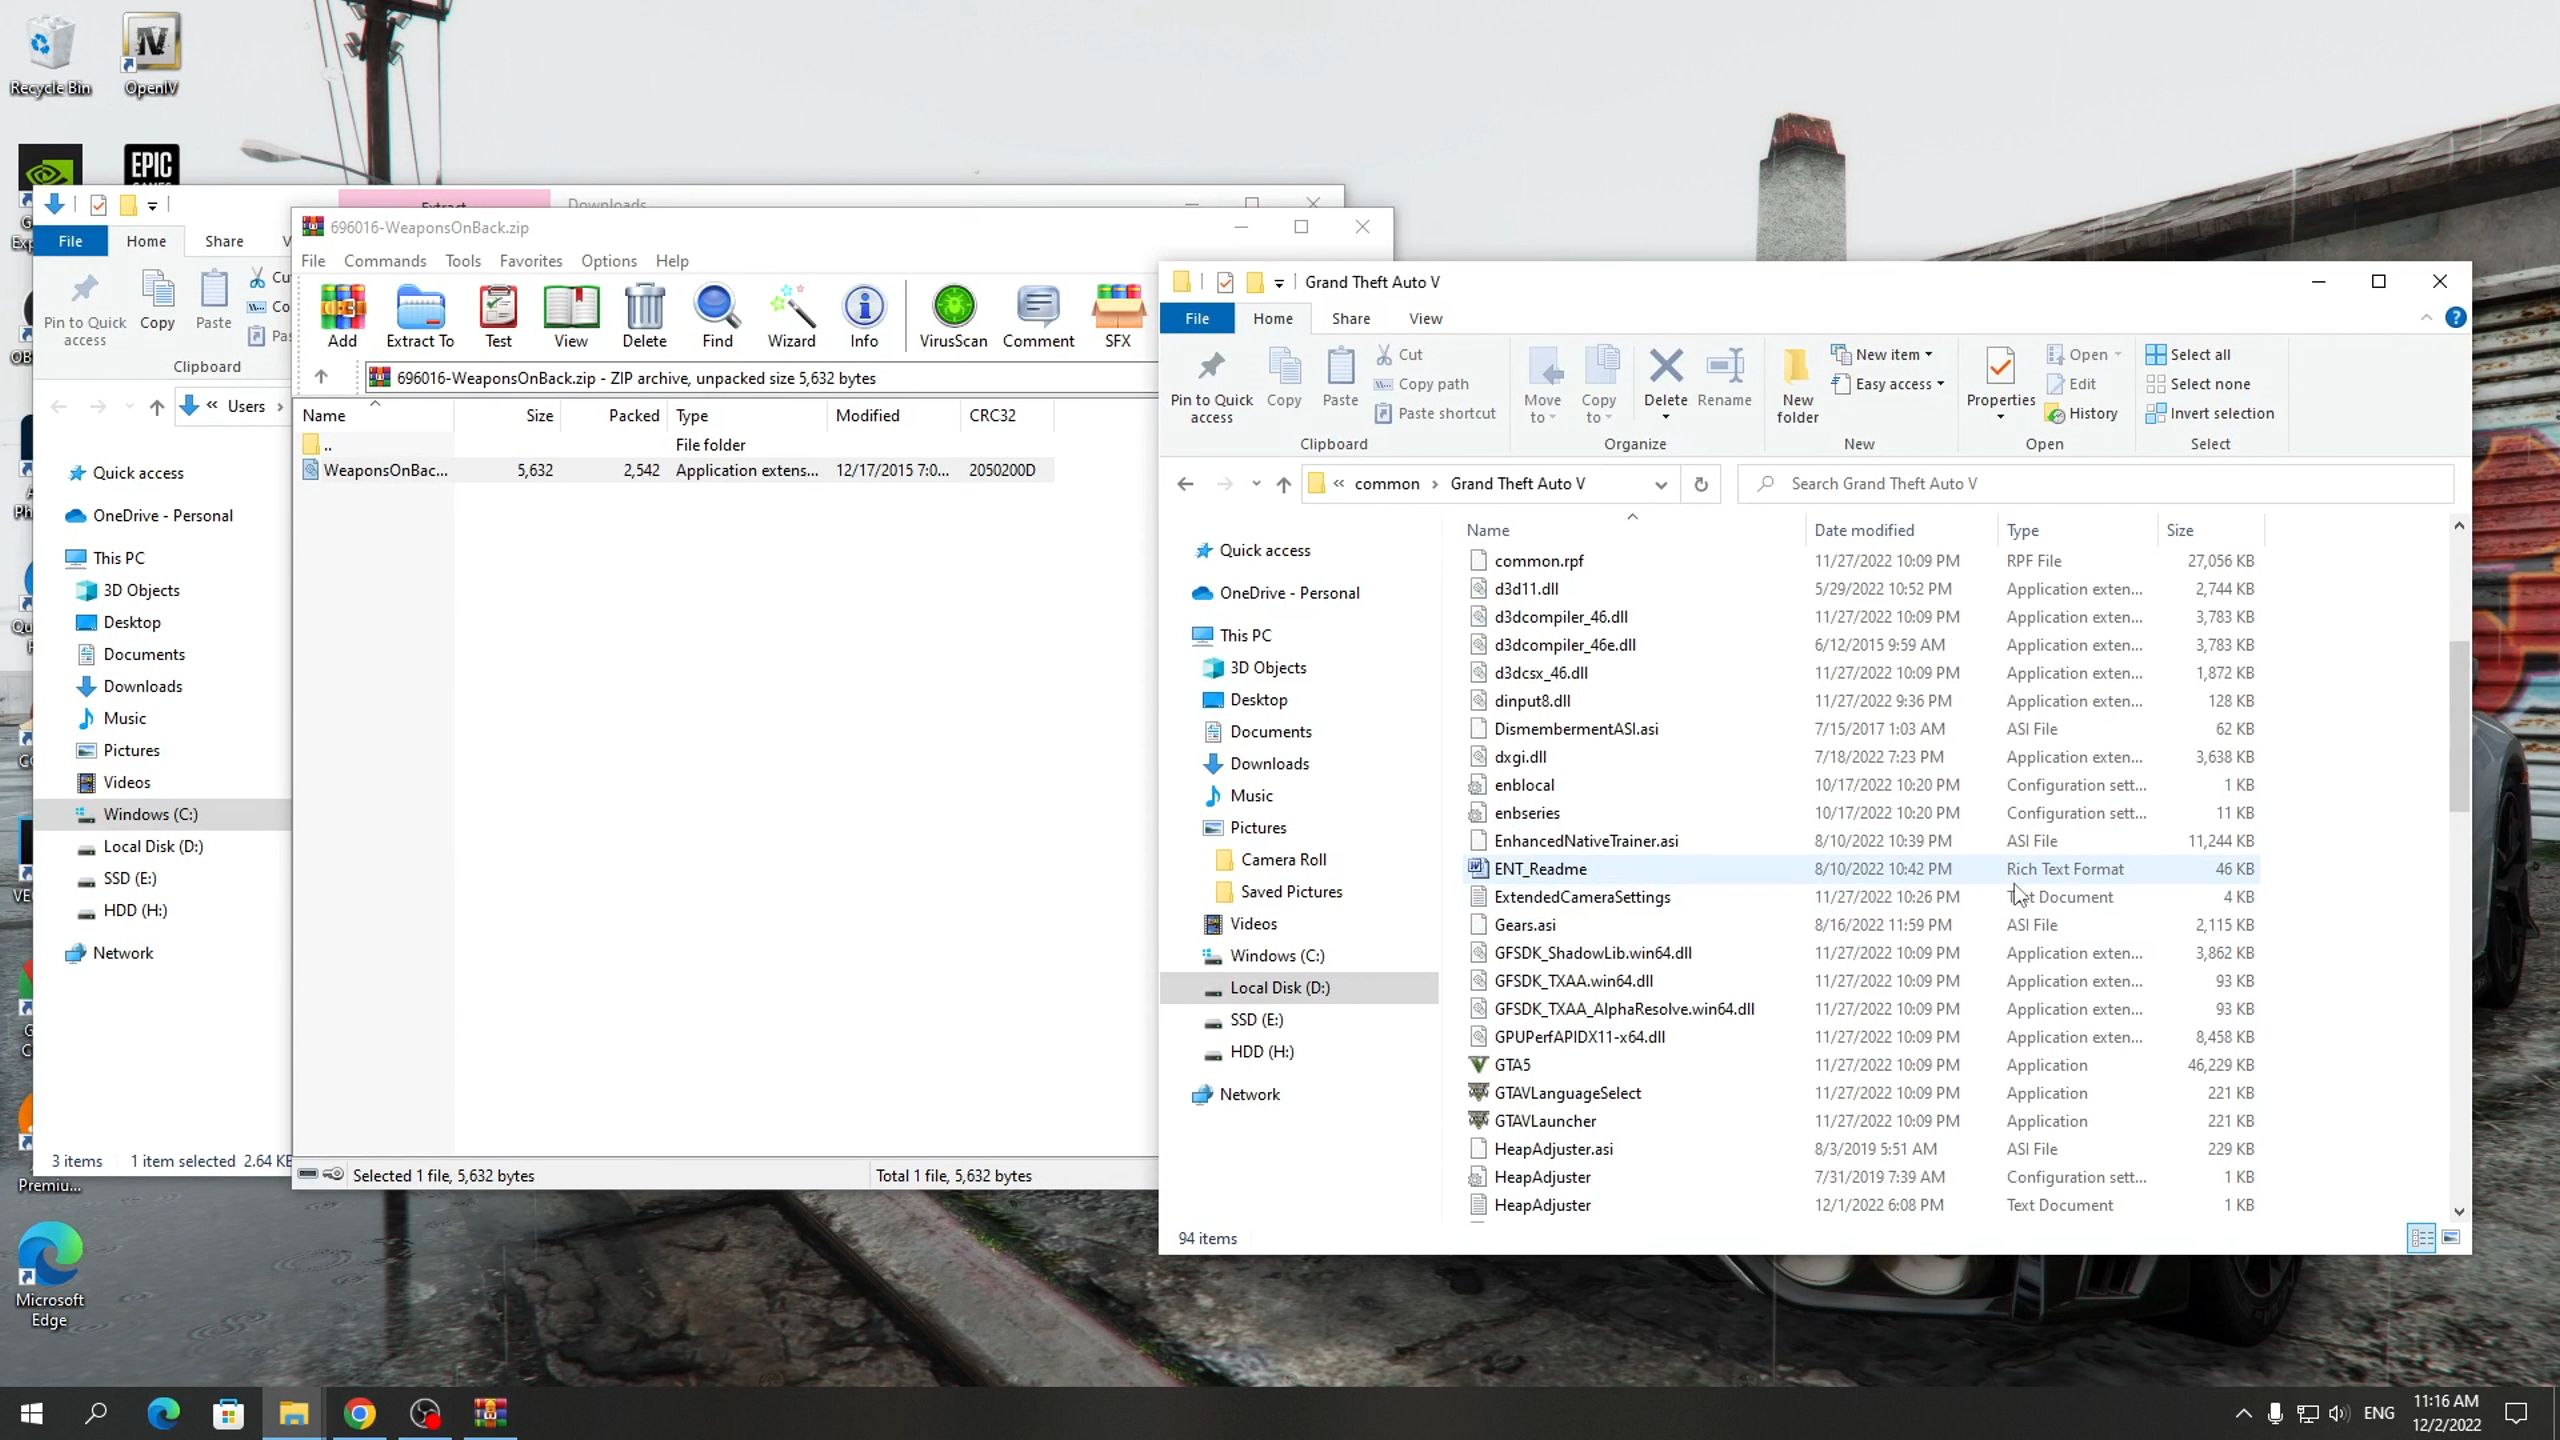 Recycle Bin
OpenIV
EPIC
Extract
Downloads
File
Home
Share
Pin to Quick access
Copy
Paste
Clipboard
Users
Quick access
OneDrive - Personal
This PC
3D Objects
Desktop
Documents
Downloads
Music
Pictures
Videos
Windows (C:)
Local Disk (D:)
SSD (E:)
HDD (H:)
Network
3 items 1 item selected 2.64 KB
Premiu...
Microsoft
Edge
696016-WeaponsOnBack.zip
File Commands Tools Favorites Options Help
Add Extract To Test View Delete Find Wizard Info VirusScan Comment SFX
696016-WeaponsOnBack.zip - ZIP archive, unpacked size 5,632 bytes
Name Size Packed Type Modified CRC32
.. File folder
WeaponsOnBac... 5,632 2,542 Application extens... 12/17/2015 7:0... 2050200D
Selected 1 file, 5,632 bytes
Total 1 file, 5,632 bytes
Grand Theft Auto V
File Home Share View
Pin to Quick access
Copy
Paste
Cut
Copy path
Paste shortcut
Clipboard
Move to
Copy to
Delete
Rename
Organize
New folder
New item
Easy access
New
Properties
Open
Edit
History
Open
Select all
Select none
Invert selection
Select
« common › Grand Theft Auto V
Search Grand Theft Auto V
Quick access
OneDrive - Personal
This PC
3D Objects
Desktop
Documents
Downloads
Music
Pictures
Camera Roll
Saved Pictures
Videos
Windows (C:)
Local Disk (D:)
SSD (E:)
HDD (H:)
Network
Name Date modified Type Size
common.rpf 11/27/2022 10:09 PM RPF File 27,056 KB
d3d11.dll 5/29/2022 10:52 PM Application exten... 2,744 KB
d3dcompiler_46.dll 11/27/2022 10:09 PM Application exten... 3,783 KB
d3dcompiler_46e.dll 6/12/2015 9:59 AM Application exten... 3,783 KB
d3dcsx_46.dll 11/27/2022 10:09 PM Application exten... 1,872 KB
dinput8.dll 11/27/2022 9:36 PM Application exten... 128 KB
DismembermentASI.asi 7/15/2017 1:03 AM ASI File 62 KB
dxgi.dll 7/18/2022 7:23 PM Application exten... 3,638 KB
enblocal 10/17/2022 10:20 PM Configuration sett... 1 KB
enbseries 10/17/2022 10:20 PM Configuration sett... 11 KB
EnhancedNativeTrainer.asi 8/10/2022 10:39 PM ASI File 11,244 KB
ENT_Readme 8/10/2022 10:42 PM Rich Text Format 46 KB
ExtendedCameraSettings 11/27/2022 10:26 PM Text Document 4 KB
Gears.asi 8/16/2022 11:59 PM ASI File 2,115 KB
GFSDK_ShadowLib.win64.dll 11/27/2022 10:09 PM Application exten... 3,862 KB
GFSDK_TXAA.win64.dll 11/27/2022 10:09 PM Application exten... 93 KB
GFSDK_TXAA_AlphaResolve.win64.dll 11/27/2022 10:09 PM Application exten... 93 KB
GPUPerfAPIDX11-x64.dll 11/27/2022 10:09 PM Application exten... 8,458 KB
GTA5 11/27/2022 10:09 PM Application 46,229 KB
GTAVLanguageSelect 11/27/2022 10:09 PM Application 221 KB
GTAVLauncher 11/27/2022 10:09 PM Application 221 KB
HeapAdjuster.asi 8/3/2019 5:51 AM ASI File 229 KB
HeapAdjuster 7/31/2019 7:39 AM Configuration sett... 1 KB
HeapAdjuster 12/1/2022 6:08 PM Text Document 1 KB
94 items
ENG
11:16 AM
12/2/2022